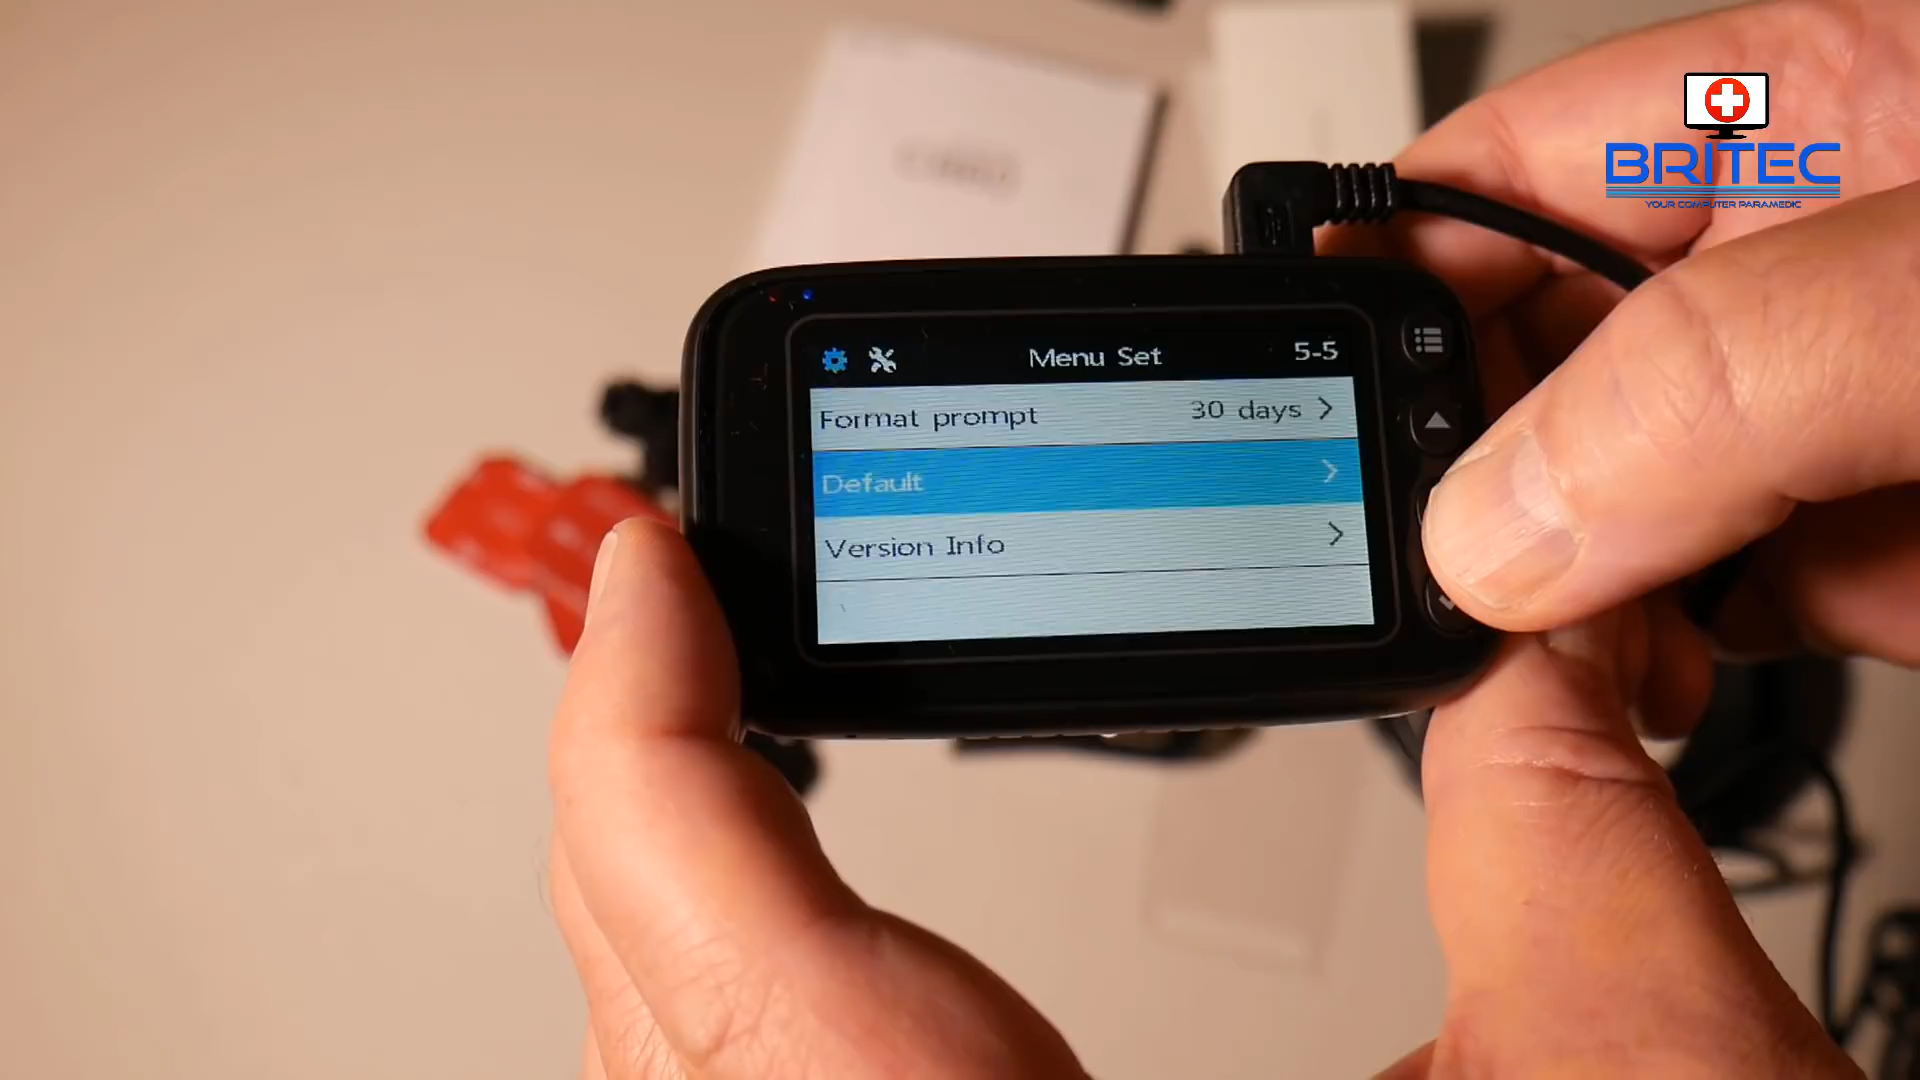 BRITEC
YOUR COMPUTER PARAMEDIC
Menu Set
5-5
Format prompt
30 days
Default
Version Info